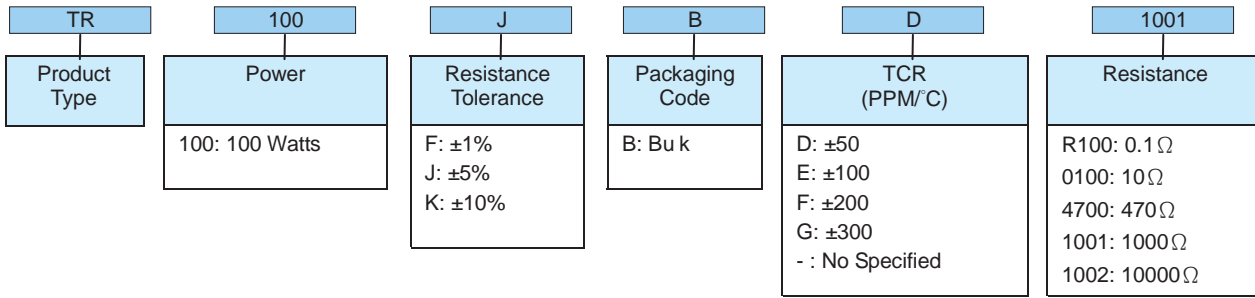 TR 100 J B D 1001
Product
Type
Power
Resistance
Tolerance
Packaging
Code
TCR
(PPM/°C)
Resistance
100: 100 Watts
F: ±1%
J: ±5%
K: ±10%
B: Bu k
D: ±50
E: ±100
F: ±200
G: ±300
- : No Specified
R100: 0.1Ω
0100: 10Ω
4700: 470Ω
1001: 1000Ω
1002: 10000Ω